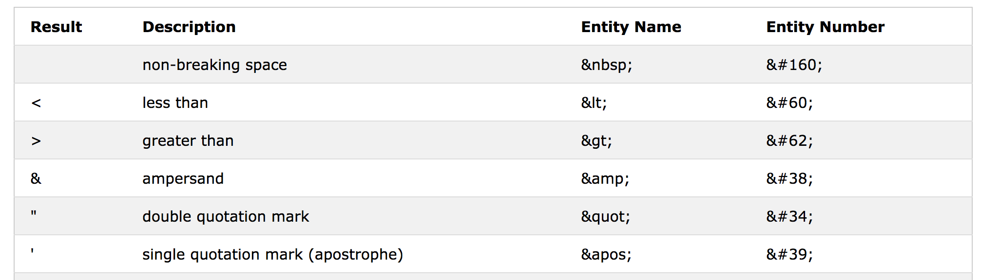 Result Description Entity Name Entity Number
non-breaking space &nbsp; &#160;
< less than &lt; &#60;
> greater than &gt; &#62;
& ampersand &amp; &#38;
" double quotation mark &quot; &#34;
' single quotation mark (apostrophe) &apos; &#39;